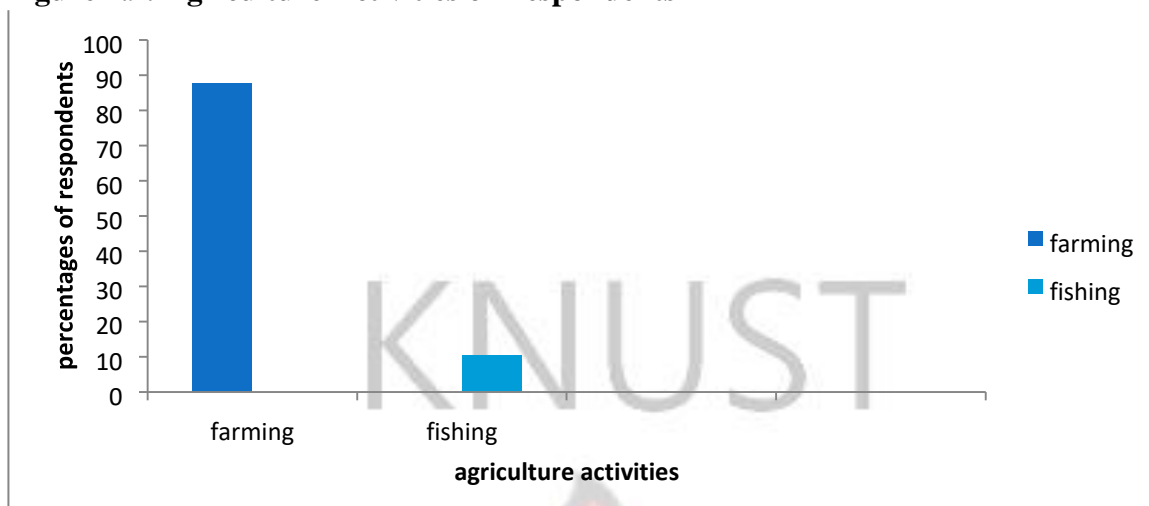 100
90
80
70
60
50
40
30
20
10
0
percentages of respondents
farming
fishing
agriculture activities
farming
fishing
KNUST